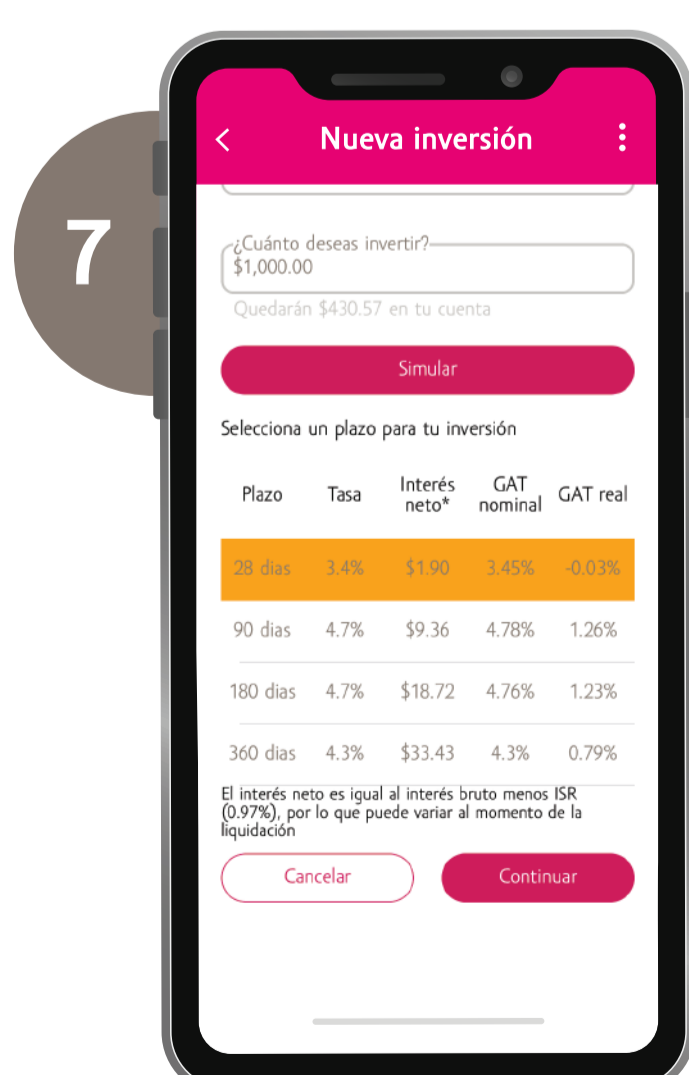 7
Nueva inversión
¿Cuánto deseas invertir?
$1,000.00
Quedarán $430.57 en tu cuenta
Simular
Selecciona un plazo para tu inversión
Plazo Tasa Interés neto* GAT nominal GAT real
28 dias 3.4% $1.90 3.45% -0.03%
90 dias 4.7% $9.36 4.78% 1.26%
180 dias 4.7% $18.72 4.76% 1.23%
360 dias 4.3% $33.43 4.3% 0.79%
El interés neto es igual al interés bruto menos ISR
(0.97%), por lo que puede variar al momento de la
liquidación
Cancelar Continuar